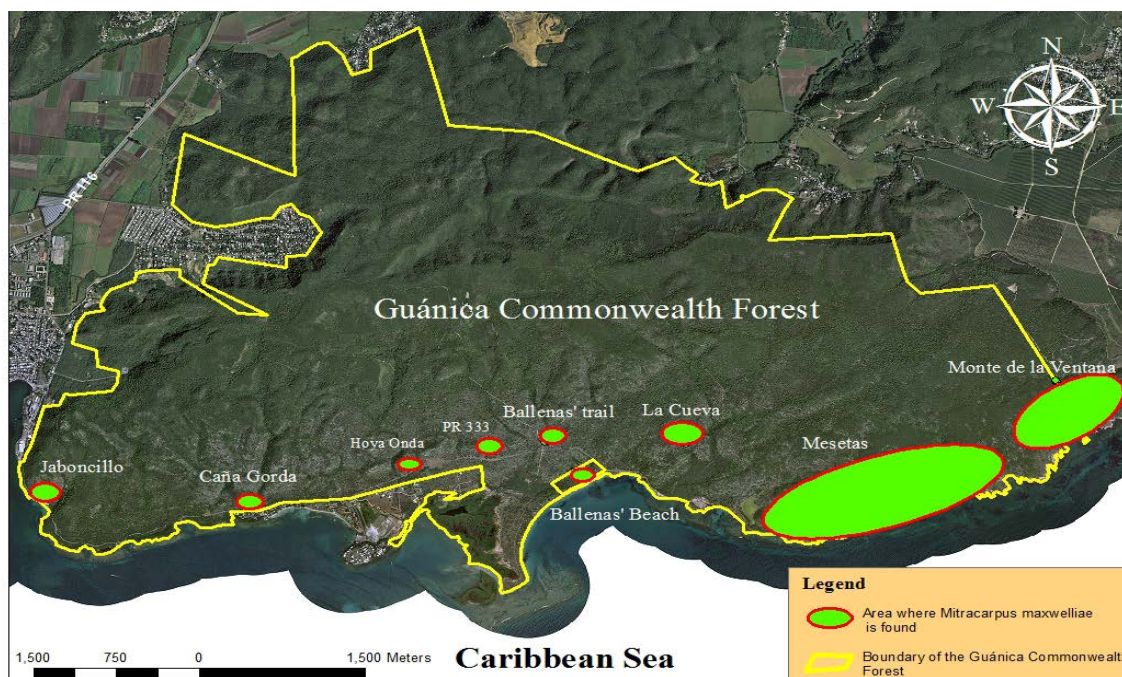 N
W E
S
PR 116
Guánica Commonwealth Forest
Monte de la Ventana
Ballenas' trail
La Cueva
PR 333
Mesetas
Hoya Onda
Jaboncillo
Caña Gorda
Ballenas' Beach
Legend
Area where Mitracarpus maxwelliae
is found
Boundary of the Guánica Commonwealt
Forest
1,500 750 0 1,500 Meters
Caribbean Sea